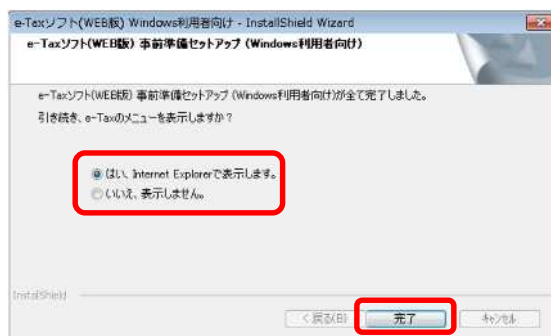 e-Taxソフト(WEB版) Windows利用者向け - InstallShield Wizard
e-Taxソフト(WEB版) 事前準備セットアップ (Windows利用者向け)
e-Taxソフト(WEB版) 事前準備セットアップ (Windows利用者向け)が全て完了しました。
引き続き、e-Taxのメニューを表示しますか？
はい、Internet Explorerで表示します。
いいえ、表示しません。
InstallShield
< 戻る(B) 完了 キャンセル